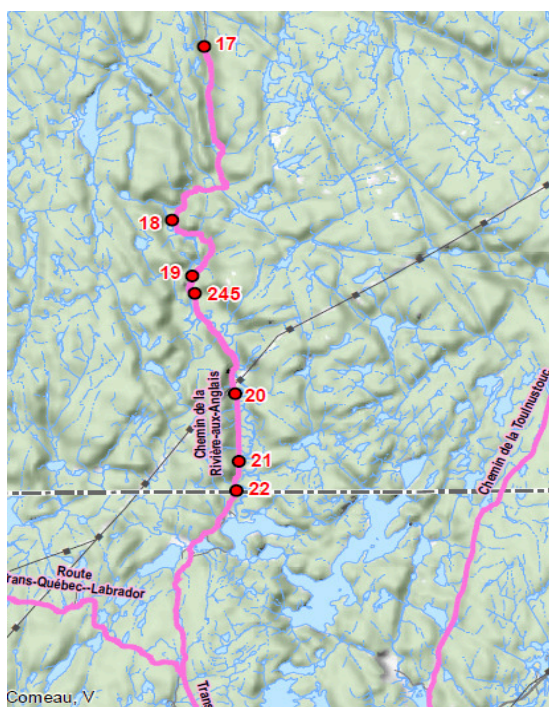 17
18
19
245
20
Chemin de la
Rivière-aux-Anglais
21
Chemin de la Toulnustouc
22
Route
rans-Québec--Labrador
Trans
Comeau, V